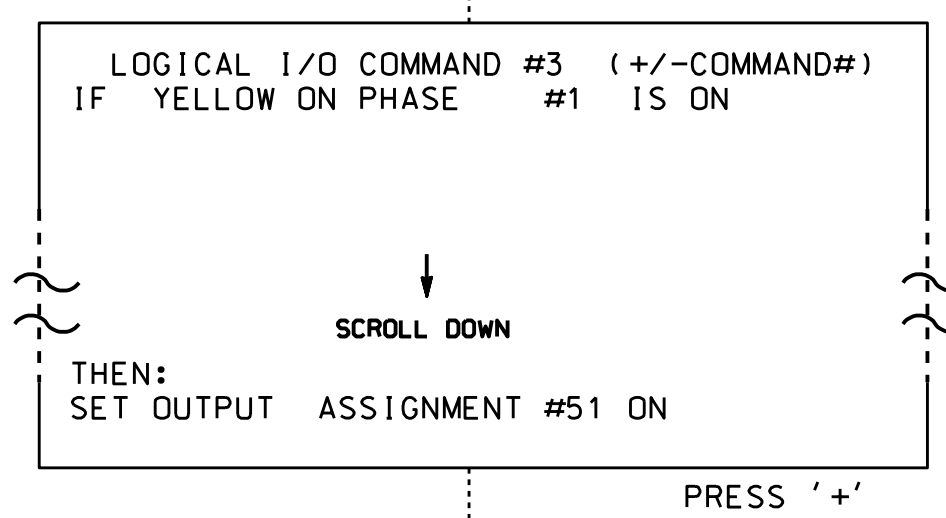 LOGICAL I/O COMMAND #3 (+/-COMMAND#)
IF YELLOW ON PHASE #1 IS ON
SCROLL DOWN
THEN:
SET OUTPUT ASSIGNMENT #51 ON
PRESS '+'